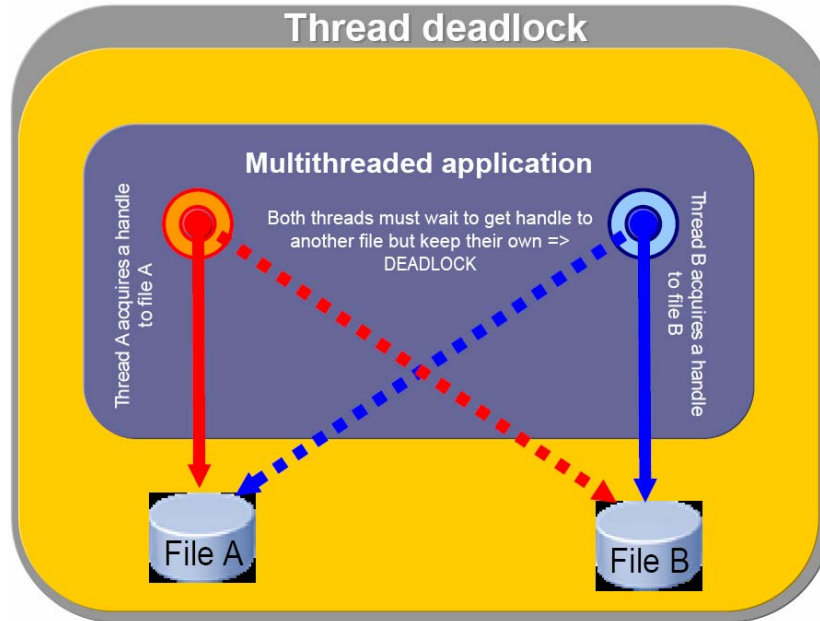 Thread deadlock
Multithreaded application
Thread A acquires a handle
to file A
Both threads must wait to get handle to
another file but keep their own =>
DEADLOCK
Thread B acquires a handle
to file B
File A
File B